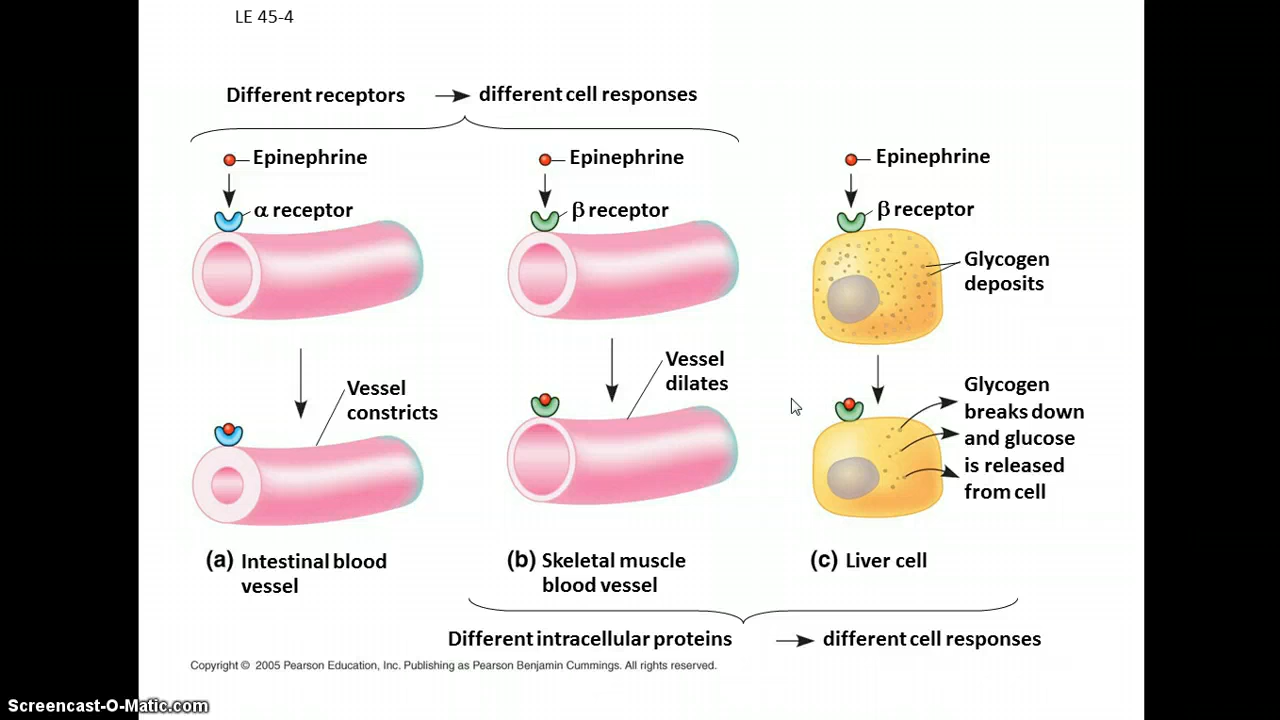 LE 45-4
Different receptors
different cell responses
Epinephrine
α receptor
Vessel
constricts
(a) Intestinal blood
vessel
Epinephrine
β receptor
Vessel
dilates
(b) Skeletal muscle
blood vessel
Epinephrine
β receptor
Glycogen
deposits
Glycogen
breaks down
and glucose
is released
from cell
(c) Liver cell
Different intracellular proteins
different cell responses
Copyright © 2005 Pearson Education, Inc. Publishing as Pearson Benjamin Cummings. All rights reserved.
Screencast-O-Matic.com